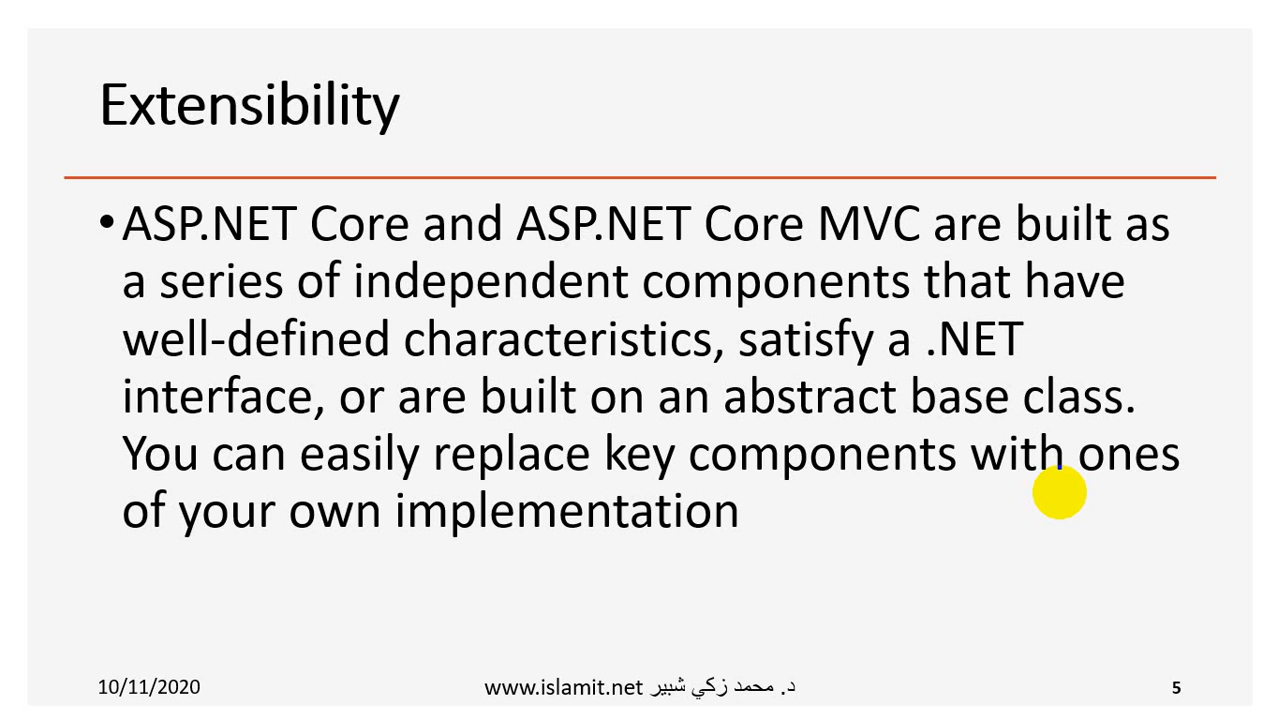 Extensibility
•ASP.NET Core and ASP.NET Core MVC are built as
a series of independent components that have
well-defined characteristics, satisfy a .NET
interface, or are built on an abstract base class.
You can easily replace key components with ones
of your own implementation
10/11/2020
www.islamit.net د. محمد زكي شبير
5